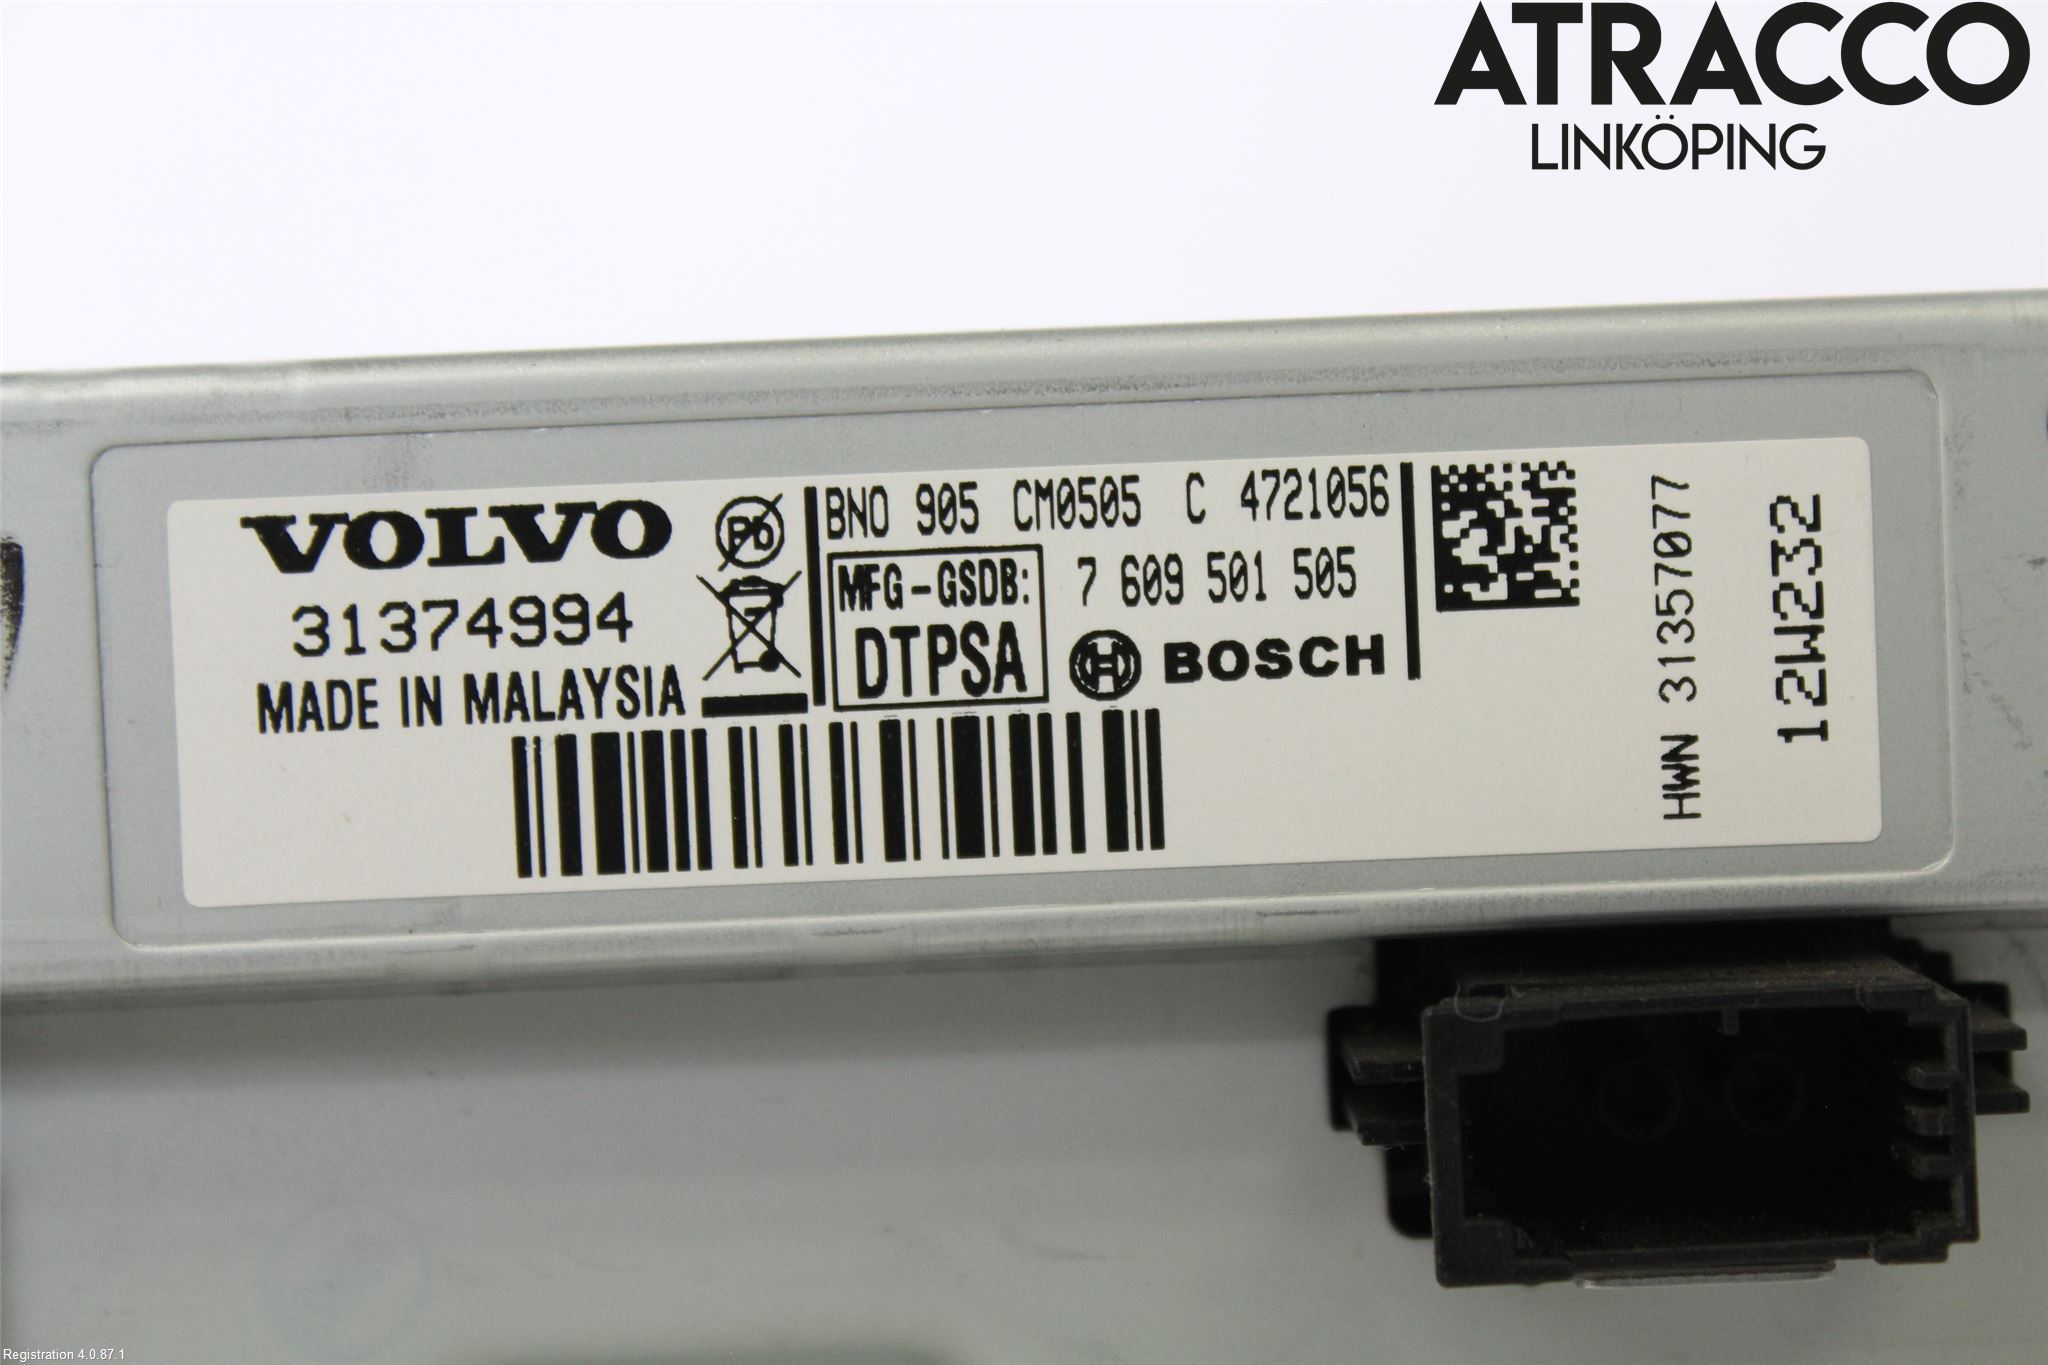 ATRACCO
LINKÖPING
VOLVO
31374994
MADE IN MALAYSIA
Pb
BNO 905 CM0505 C 4721056
MFG-GSDB:
DTPSA
7 609 501 505
BOSCH
HWN 31357077
12W232
Registration 4.0.87.1